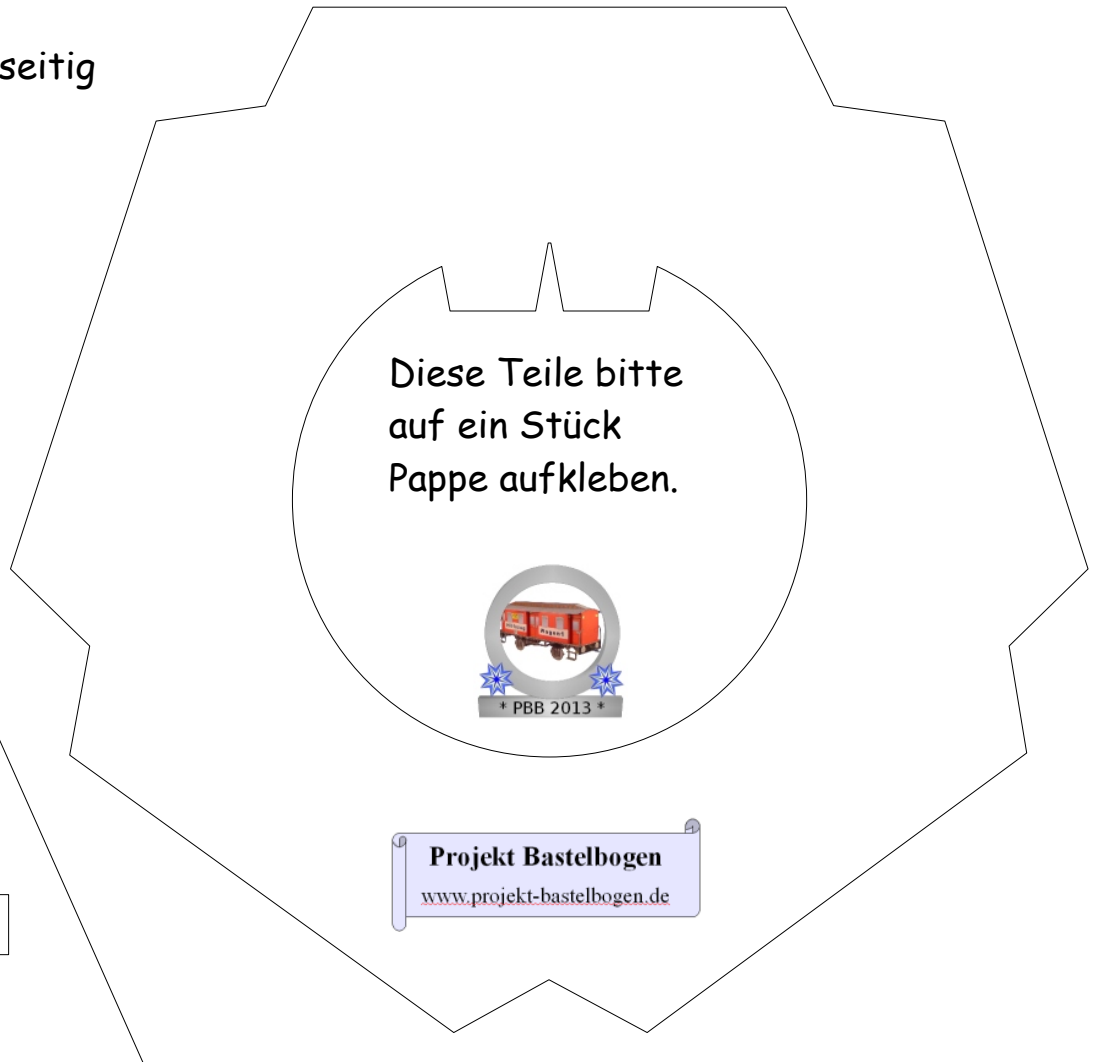 seitig
Diese Teile bitte
auf ein Stück
Pappe aufkleben.
* PBB 2013 *
Projekt Bastelbogen
www.projekt-bastelbogen.de